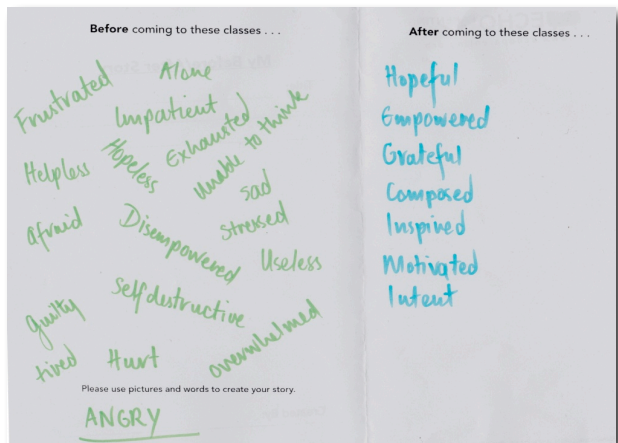 Before coming to these classes . . .
Frustrated
Alone
Impatient
Helpless
Hopeless
Exhausted
Unable to think
Sad
afraid
Disempowered
Stressed
Useless
Selfdestructive
guilty
tired
Hurt
overwhelmed
Please use pictures and words to create your story.
ANGRY
After coming to these classes . . .
Hopeful
Empowered
Grateful
Composed
Inspired
Motivated
Intent